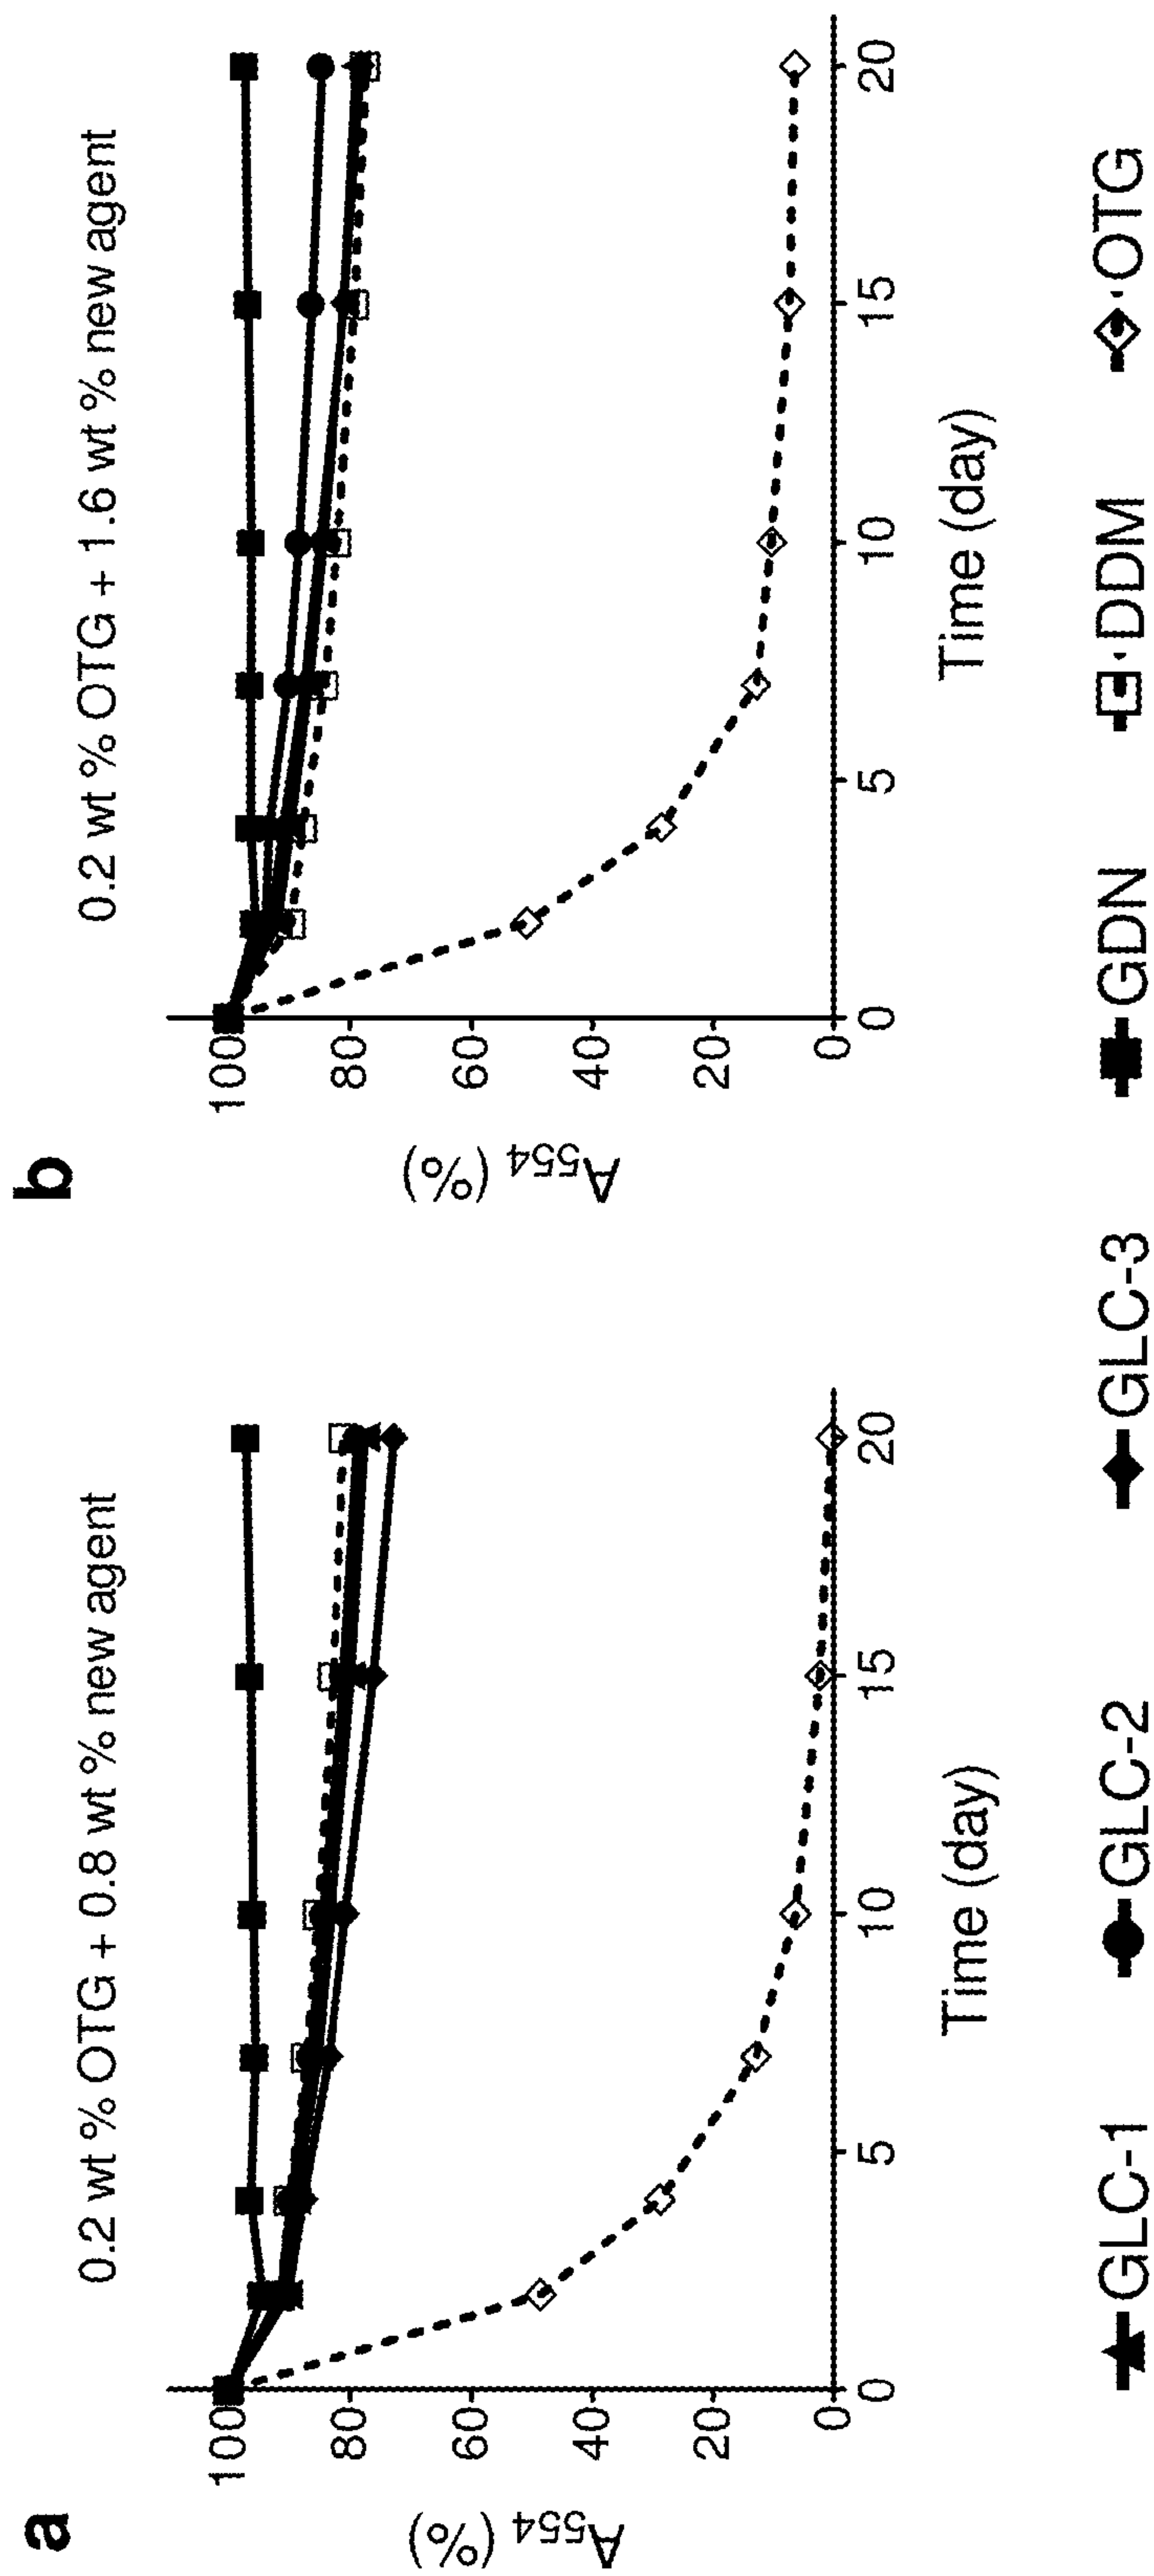 a
0.2 wt % OTG + 0.8 wt % new agent
A554 (%)
100
80
60
40
20
0
0 5 10 15 20
Time (day)
b
0.2 wt % OTG + 1.6 wt % new agent
A554 (%)
100
80
60
40
20
0
0 5 10 15 20
Time (day)
GLC-1 GLC-2 GLC-3 GDN DDM OTG